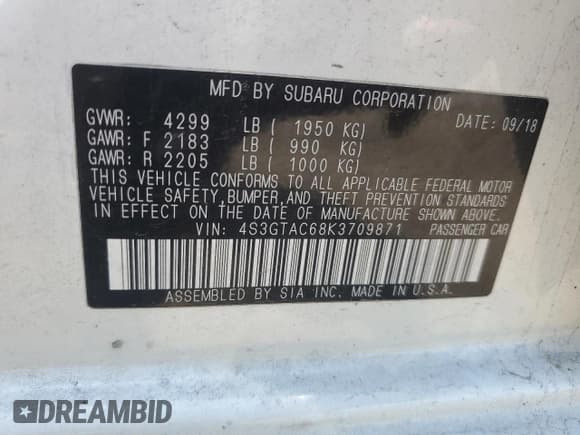 MFD BY SUBARU CORPORATION
GVWR: 4299 LB ( 1950 KG) DATE: 09/18
GAWR: F 2183 LB ( 990 KG)
GAWR: R 2205 LB ( 1000 KG)
THIS VEHICLE CONFORMS TO ALL APPLICABLE FEDERAL MOTOR
VEHICLE SAFETY, BUMPER, AND THEFT PREVENTION STANDARDS
IN EFFECT ON THE DATE OF MANUFACTURE SHOWN ABOVE.
VIN: 4S3GTAC68K3709871 PASSENGER CAR
ASSEMBLED BY SIA INC. MADE IN U.S.A.
DREAMBID